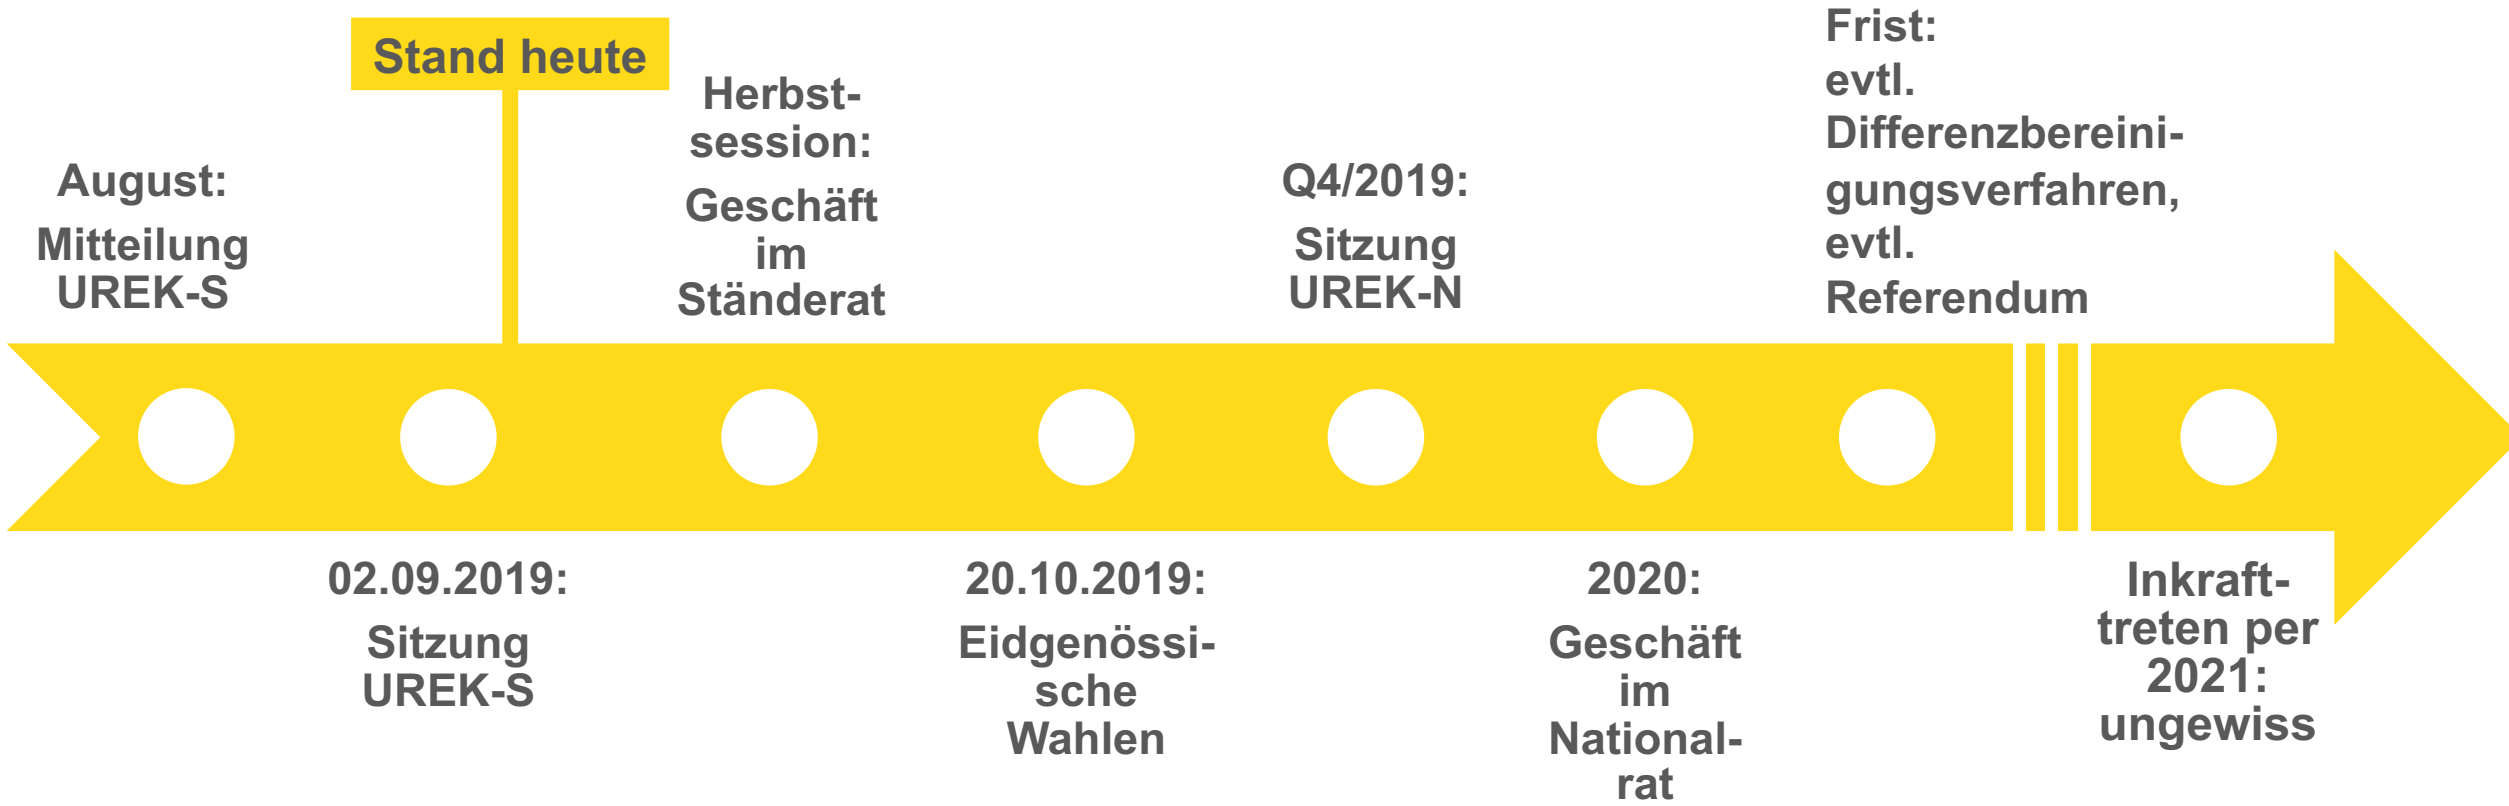 Stand heute
August:
Mitteilung
UREK-S
02.09.2019:
Sitzung
UREK-S
Herbst-
session:
Geschäft
im
Ständerat
20.10.2019:
Eidgenössi-
sche
Wahlen
Q4/2019:
Sitzung
UREK-N
2020:
Geschäft
im
National-
rat
Frist:
evtl.
Differenzbereini-
gungsverfahren,
evtl.
Referendum
Inkraft-
treten per
2021:
ungewiss